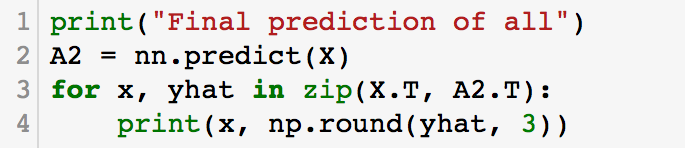 1 print("Final prediction of all")
2 A2 = nn.predict(X)
3 for x, yhat in zip(X.T, A2.T):
4     print(x, np.round(yhat, 3))